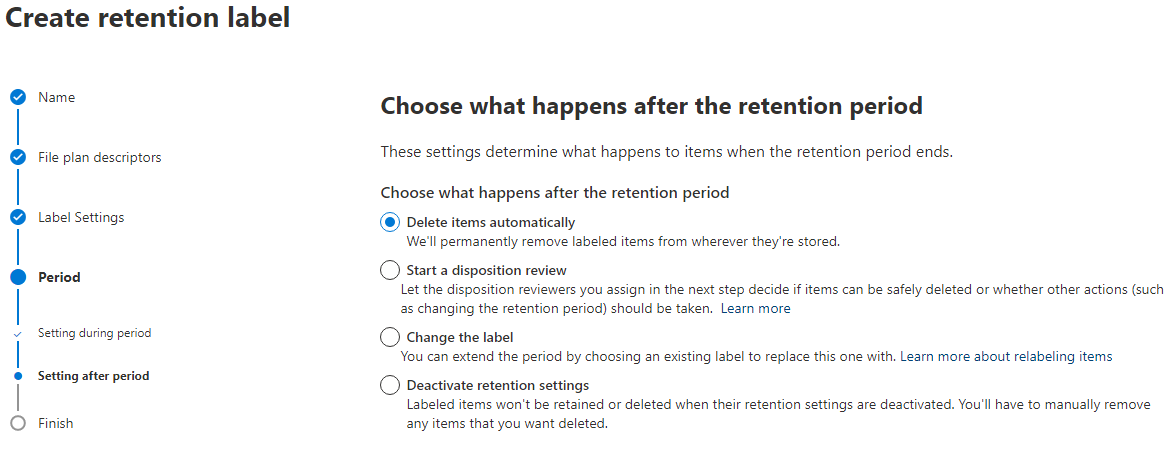 Create retention label
Name
File plan descriptors
Label Settings
Period
Setting during period
Setting after period
Finish
Choose what happens after the retention period
These settings determine what happens to items when the retention period ends.
Choose what happens after the retention period
Delete items automatically
We'll permanently remove labeled items from wherever they're stored.
Start a disposition review
Let the disposition reviewers you assign in the next step decide if items can be safely deleted or whether other actions (such
as changing the retention period) should be taken. Learn more
Change the label
You can extend the period by choosing an existing label to replace this one with. Learn more about relabeling items
Deactivate retention settings
Labeled items won't be retained or deleted when their retention settings are deactivated. You'll have to manually remove
any items that you want deleted.